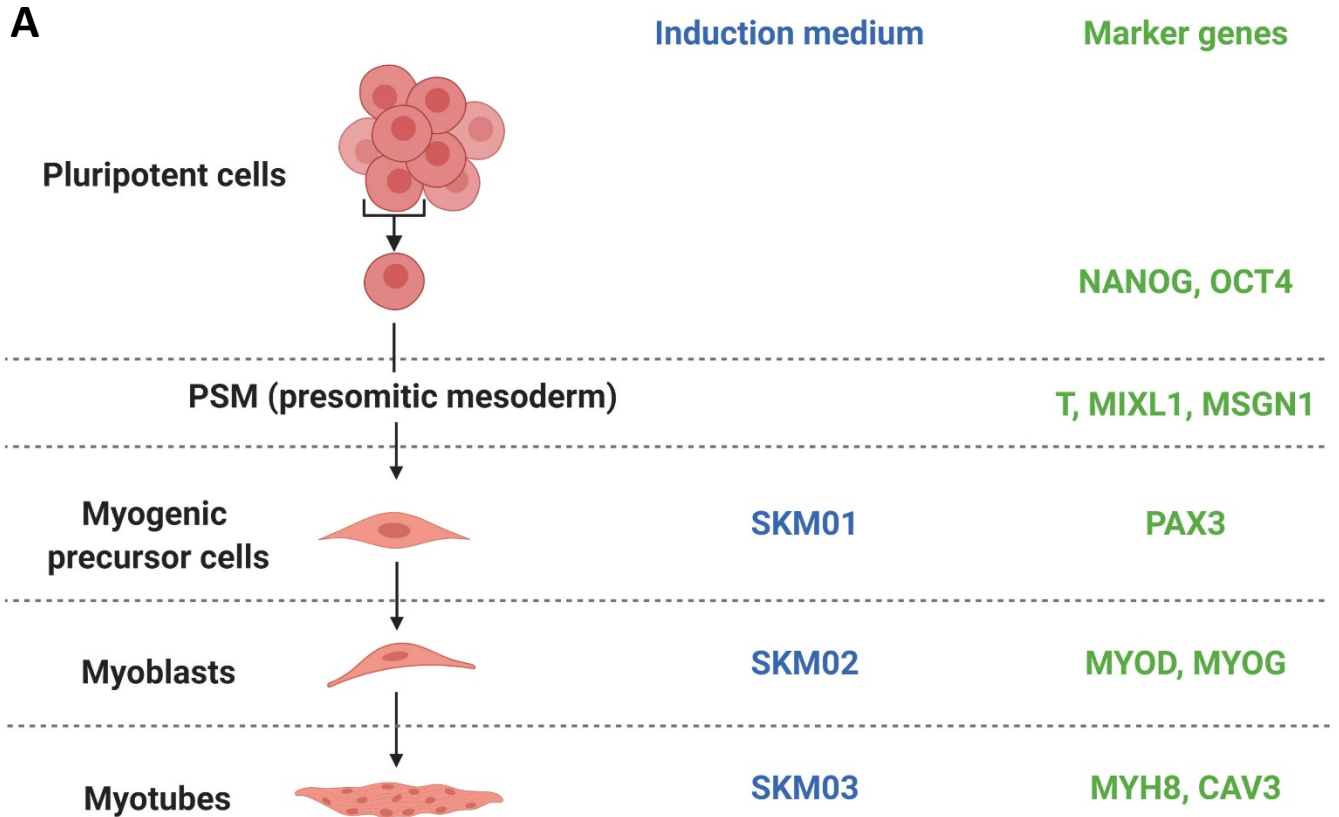 A
Induction medium
Marker genes
Pluripotent cells
NANOG, OCT4
PSM (presomitic mesoderm)
T, MIXL1, MSGN1
Myogenic
precursor cells
SKM01
PAX3
Myoblasts
SKM02
MYOD, MYOG
Myotubes
SKM03
MYH8, CAV3